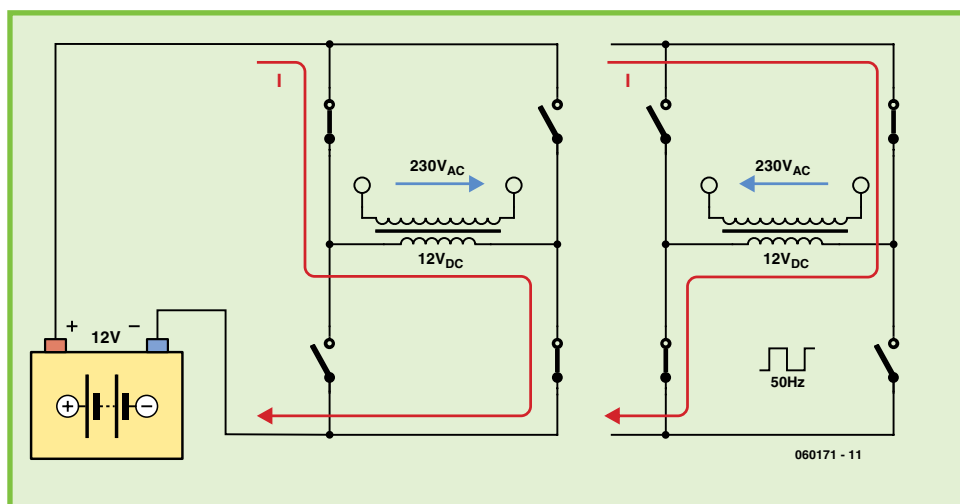 I
I
230VAC
230VAC
12VDC
12VDC
+ 12V −
+ −
50Hz
060171 - 11